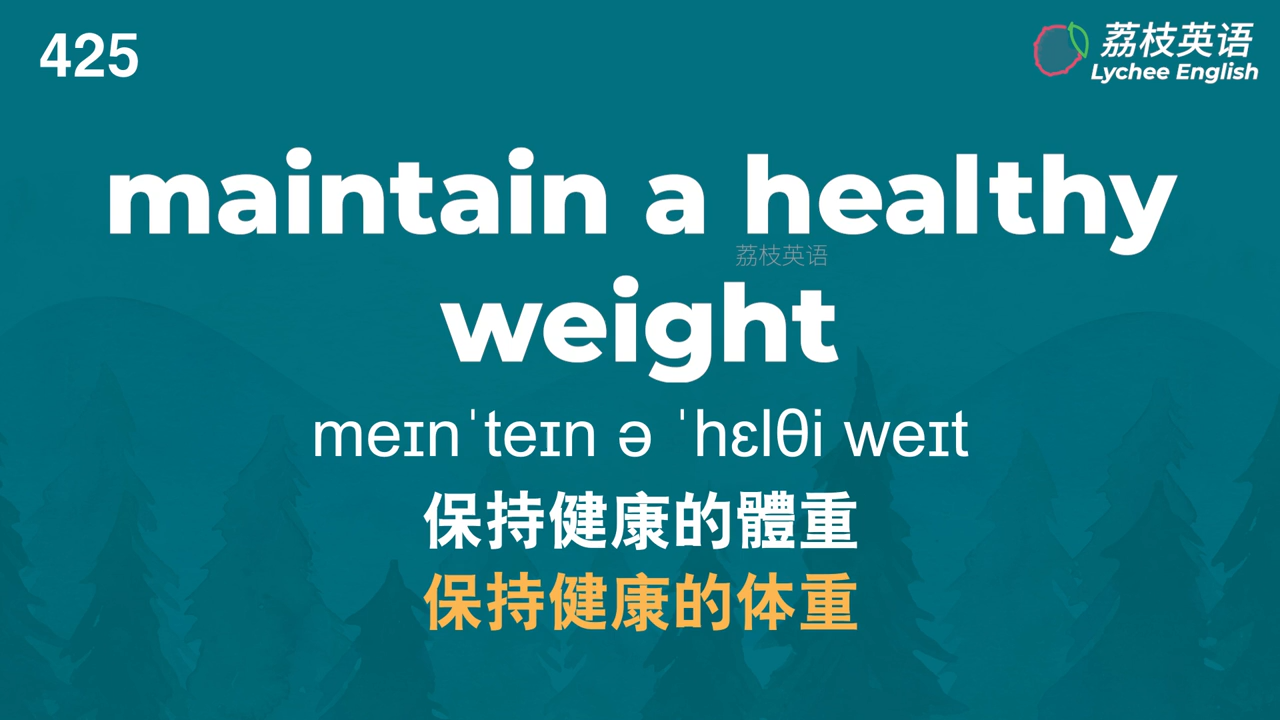 425
荔枝英语
Lychee English
maintain a healthy
荔枝英语
weight
meɪnˈteɪn ə ˈhɛlθi weɪt
保持健康的體重
保持健康的体重